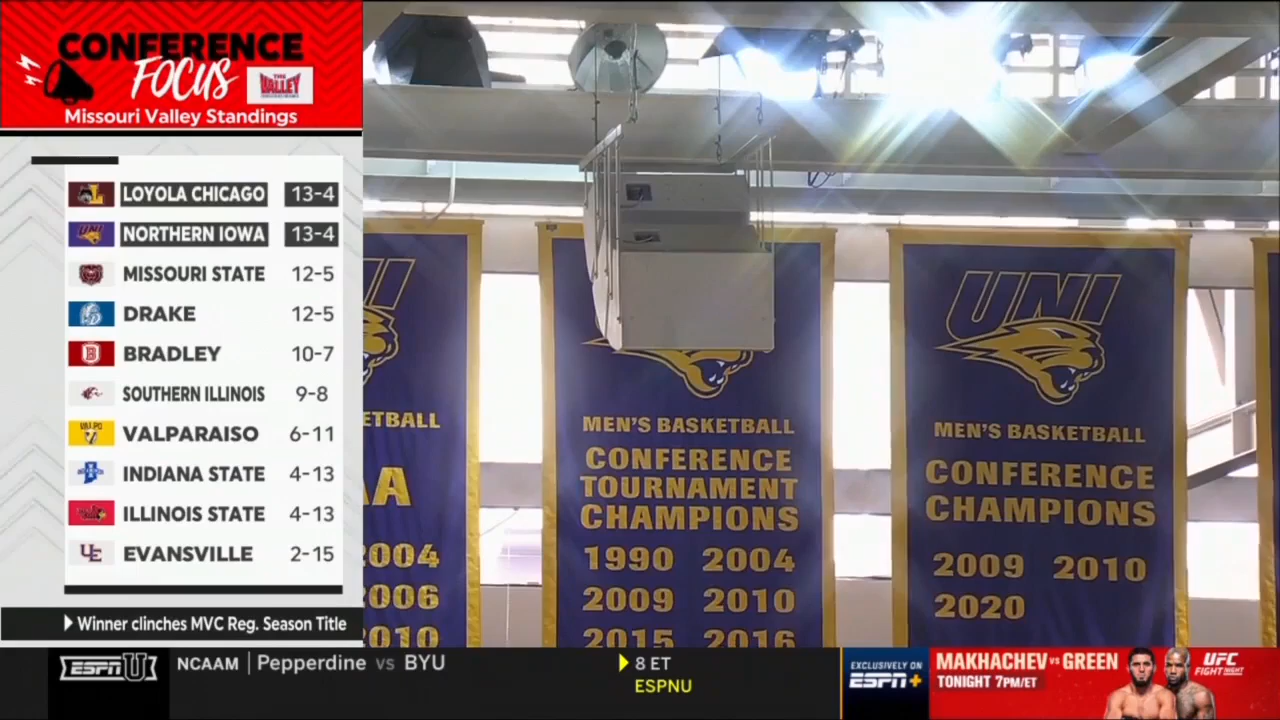 CONFERENCE
FOCUS
THE
VALLEY
Missouri Valley Standings
LOYOLA CHICAGO 13-4
NORTHERN IOWA 13-4
MISSOURI STATE 12-5
DRAKE 12-5
BRADLEY 10-7
SOUTHERN ILLINOIS 9-8
VALPARAISO 6-11
INDIANA STATE 4-13
ILLINOIS STATE 4-13
EVANSVILLE 2-15
Winner clinches MVC Reg. Season Title
UNI
ETBALL
AA
2004
2006
2010
MEN'S BASKETBALL
CONFERENCE
TOURNAMENT
CHAMPIONS
1990 2004
2009 2010
2015 2016
UNI
MEN'S BASKETBALL
CONFERENCE
CHAMPIONS
2009 2010
2020
ESPNU NCAAM Pepperdine vs BYU 8 ET
ESPNU
EXCLUSIVELY ON
ESPN+
MAKHACHEV vs GREEN
TONIGHT 7PM/ET
UFC
FIGHT NIGHT